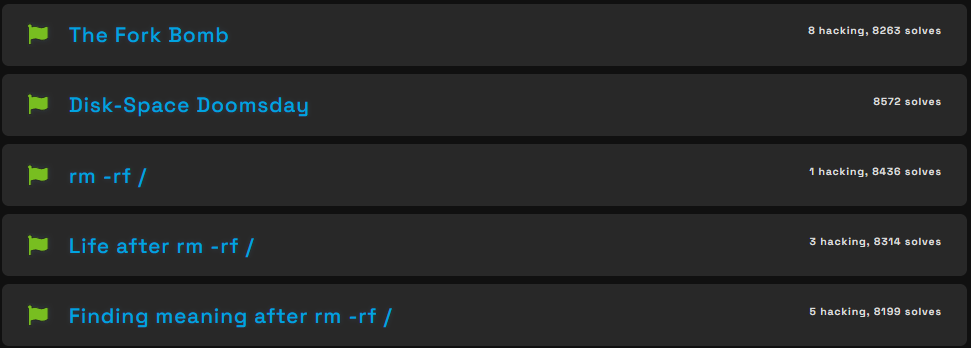 The Fork Bomb 8 hacking, 8263 solves
Disk-Space Doomsday 8572 solves
rm -rf / 1 hacking, 8436 solves
Life after rm -rf / 3 hacking, 8314 solves
Finding meaning after rm -rf / 5 hacking, 8199 solves